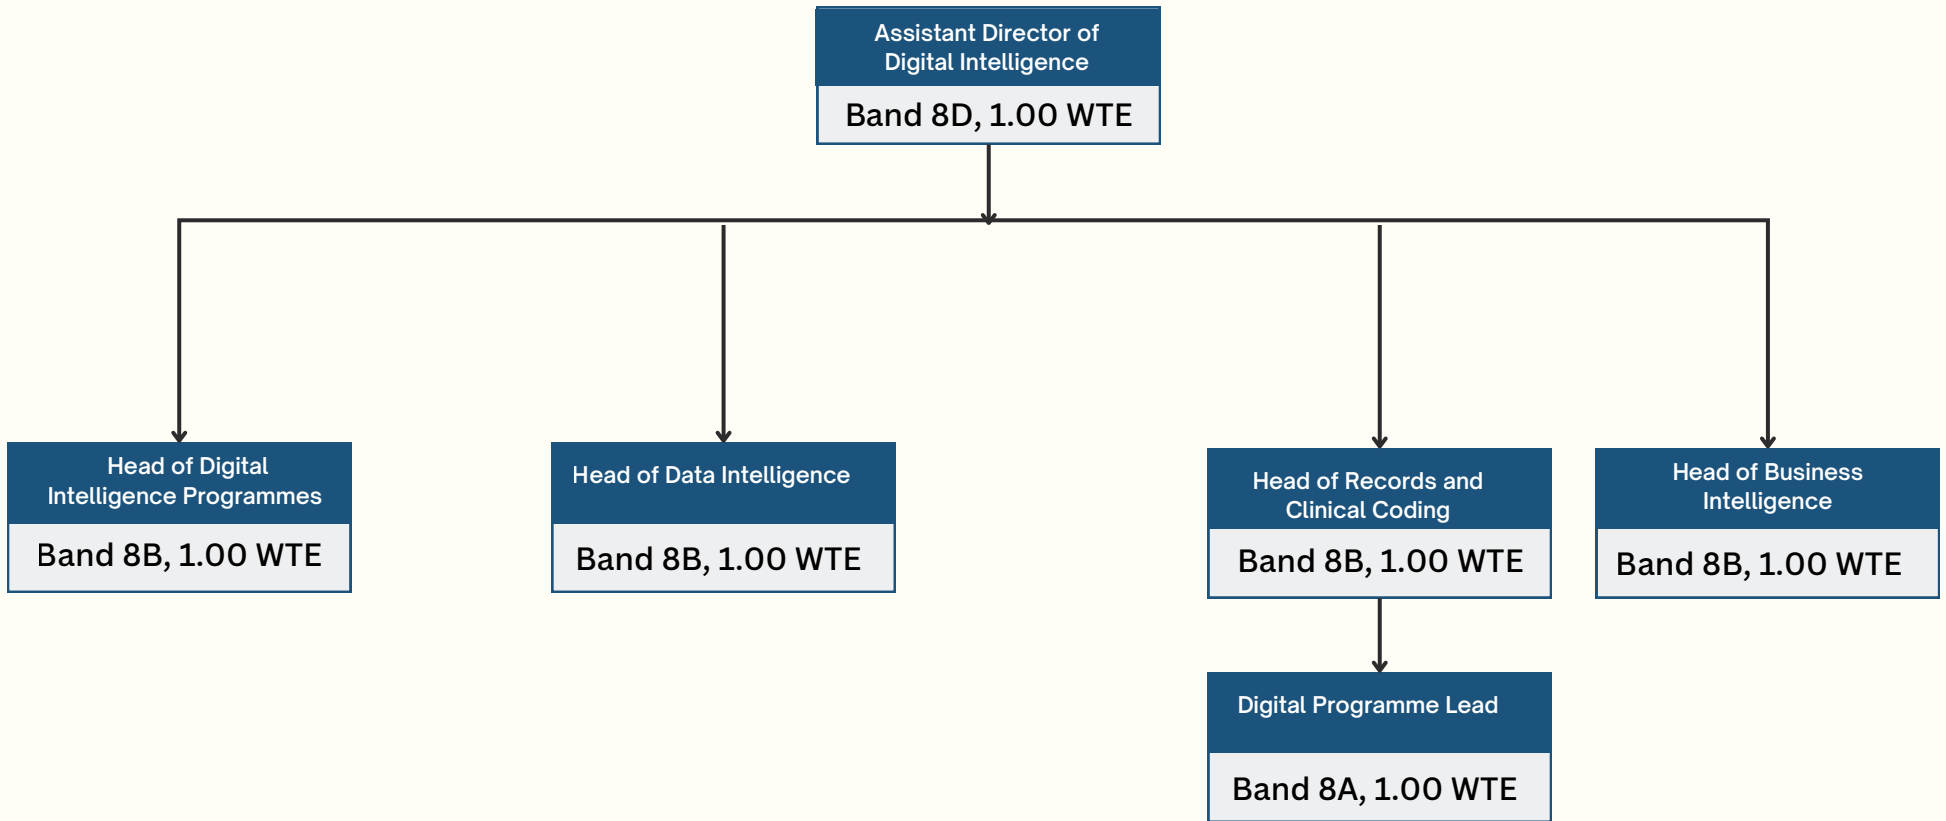 Assistant Director of
Digital Intelligence
Band 8D, 1.00 WTE
Head of Digital
Intelligence Programmes
Band 8B, 1.00 WTE
Head of Data Intelligence
Band 8B, 1.00 WTE
Head of Records and
Clinical Coding
Band 8B, 1.00 WTE
Head of Business
Intelligence
Band 8B, 1.00 WTE
Digital Programme Lead
Band 8A, 1.00 WTE